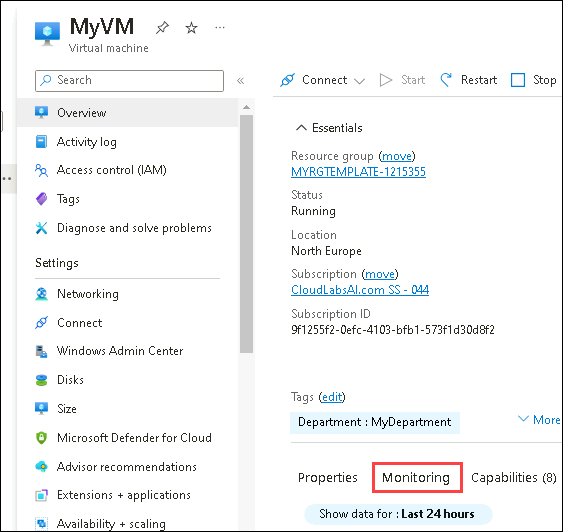 MyVM
Virtual machine
Search
Overview
Activity log
Access control (IAM)
Tags
Diagnose and solve problems
Settings
Networking
Connect
Windows Admin Center
Disks
Size
Microsoft Defender for Cloud
Advisor recommendations
Extensions + applications
Availability + scaling
Connect Start Restart Stop
Essentials
Resource group (move)
MYRGTEMPLATE-1215355
Status
Running
Location
North Europe
Subscription (move)
CloudLabsAI.com SS - 044
Subscription ID
9f1255f2-0efc-4103-bfb1-573f1d30d8f2
Tags (edit)
Department : MyDepartment
More
Properties Monitoring Capabilities (8)
Show data for : Last 24 hours